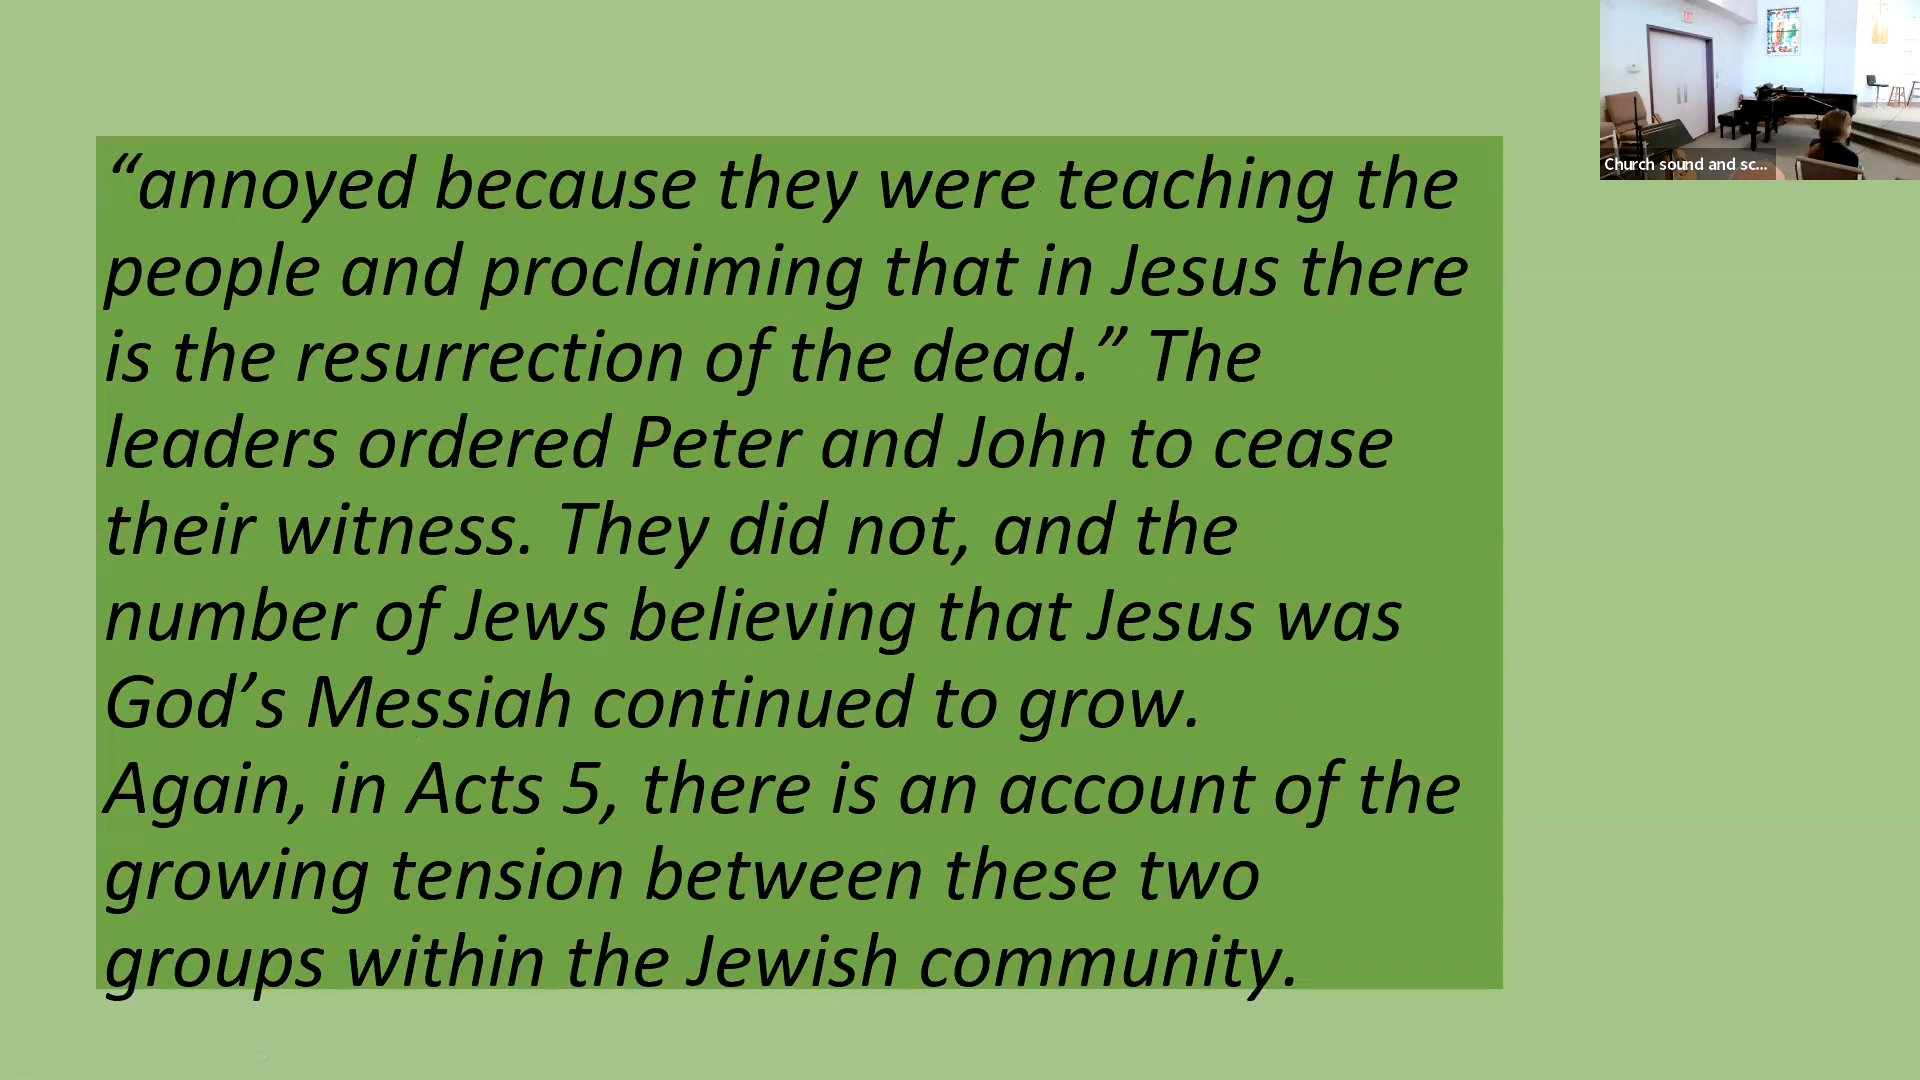 “annoyed because they were teaching the
people and proclaiming that in Jesus there
is the resurrection of the dead.” The
leaders ordered Peter and John to cease
their witness. They did not, and the
number of Jews believing that Jesus was
God’s Messiah continued to grow.
Again, in Acts 5, there is an account of the
growing tension between these two
groups within the Jewish community.
Church sound and sc...